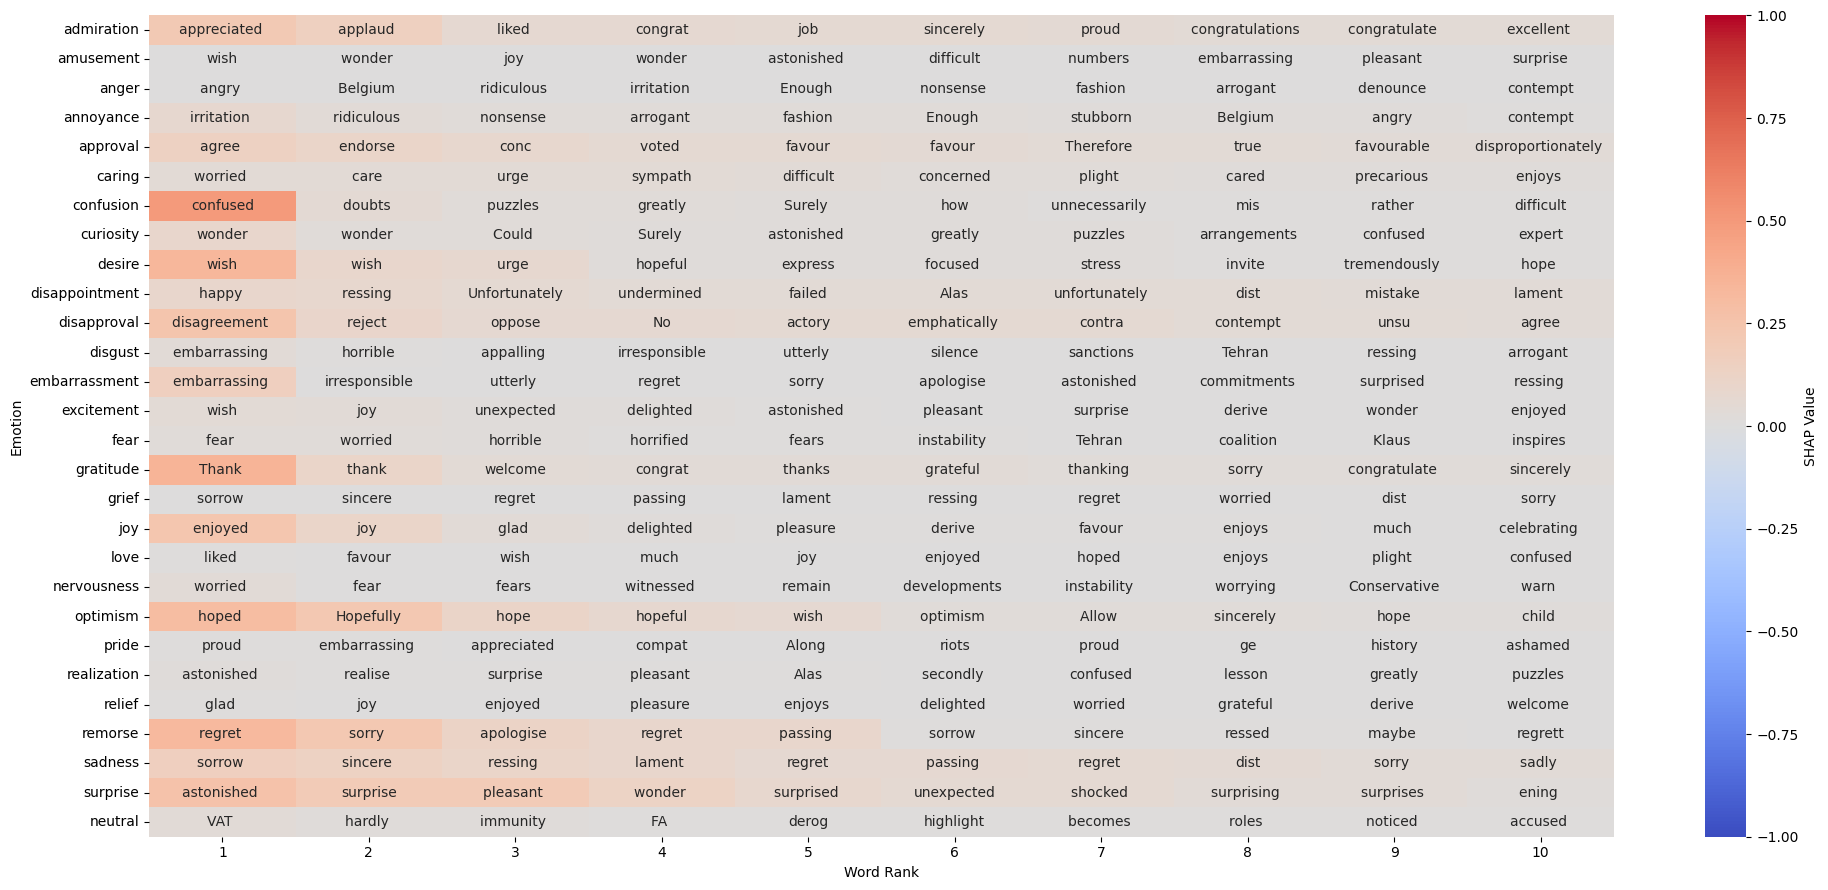 admiration appreciated applaud liked congrat job sincerely proud congratulations congratulate excellent
amusement wish wonder joy wonder astonished difficult numbers embarrassing pleasant surprise
anger angry Belgium ridiculous irritation Enough nonsense fashion arrogant denounce contempt
annoyance irritation ridiculous nonsense arrogant fashion Enough stubborn Belgium angry contempt
approval agree endorse conc voted favour favour Therefore true favourable disproportionately
caring worried care urge sympath difficult concerned plight cared precarious enjoys
confusion confused doubts puzzles greatly Surely how unnecessarily mis rather difficult
curiosity wonder wonder Could Surely astonished greatly puzzles arrangements confused expert
desire wish wish urge hopeful express focused stress invite tremendously hope
disappointment happy ressing Unfortunately undermined failed Alas unfortunately dist mistake lament
disapproval disagreement reject oppose No actory emphatically contra contempt unsu agree
disgust embarrassing horrible appalling irresponsible utterly silence sanctions Tehran ressing arrogant
embarrassment embarrassing irresponsible utterly regret sorry apologise astonished commitments surprised ressing
excitement wish joy unexpected delighted astonished pleasant surprise derive wonder enjoyed
fear fear worried horrible horrified fears instability Tehran coalition Klaus inspires
gratitude Thank thank welcome congrat thanks grateful thanking sorry congratulate sincerely
grief sorrow sincere regret passing lament ressing regret worried dist sorry
joy enjoyed joy glad delighted pleasure derive favour enjoys much celebrating
love liked favour wish much joy enjoyed hoped enjoys plight confused
nervousness worried fear fears witnessed remain developments instability worrying Conservative warn
optimism hoped Hopefully hope hopeful wish optimism Allow sincerely hope child
pride proud embarrassing appreciated compat Along riots proud ge history ashamed
realization astonished realise surprise pleasant Alas secondly confused lesson greatly puzzles
relief glad joy enjoyed pleasure enjoys delighted worried grateful derive welcome
remorse regret sorry apologise regret passing sorrow sincere ressed maybe regrett
sadness sorrow sincere ressing lament regret passing regret dist sorry sadly
surprise astonished surprise pleasant wonder surprised unexpected shocked surprising surprises ening
neutral VAT hardly immunity FA derog highlight becomes roles noticed accused
1 2 3 4 5 6 7 8 9 10
Word Rank
Emotion
1.00
0.75
0.50
0.25
0.00
−0.25
−0.50
−0.75
−1.00
SHAP Value